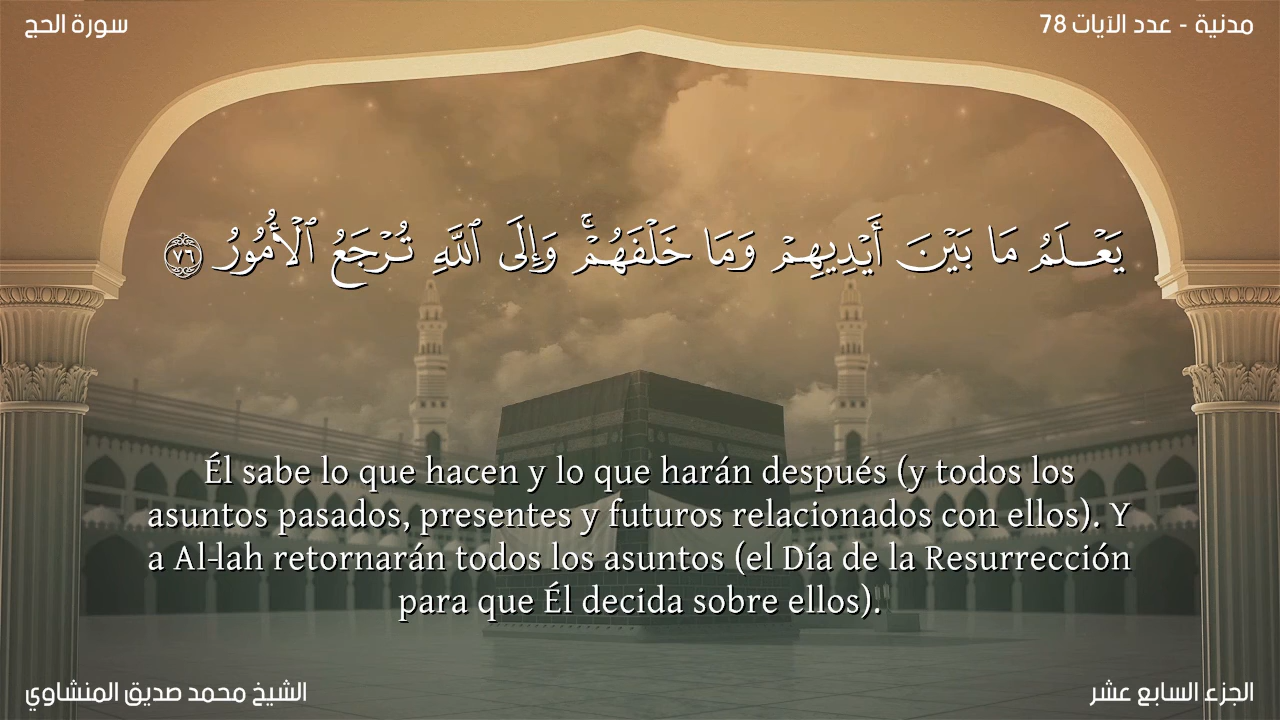 سورة الحج
مدنية - عدد الآيات 78
يَعْلَمُ مَا بَيْنَ أَيْدِيهِمْ وَمَا خَلْفَهُمْ ۚ وَإِلَى ٱللَّهِ تُرْجَعُ ٱلْأُمُورُ ٧٦
Él sabe lo que hacen y lo que harán después (y todos los
asuntos pasados, presentes y futuros relacionados con ellos). Y
a Al-lah retornarán todos los asuntos (el Día de la Resurrección
para que Él decida sobre ellos).
الشيخ محمد صديق المنشاوي
الجزء السابع عشر